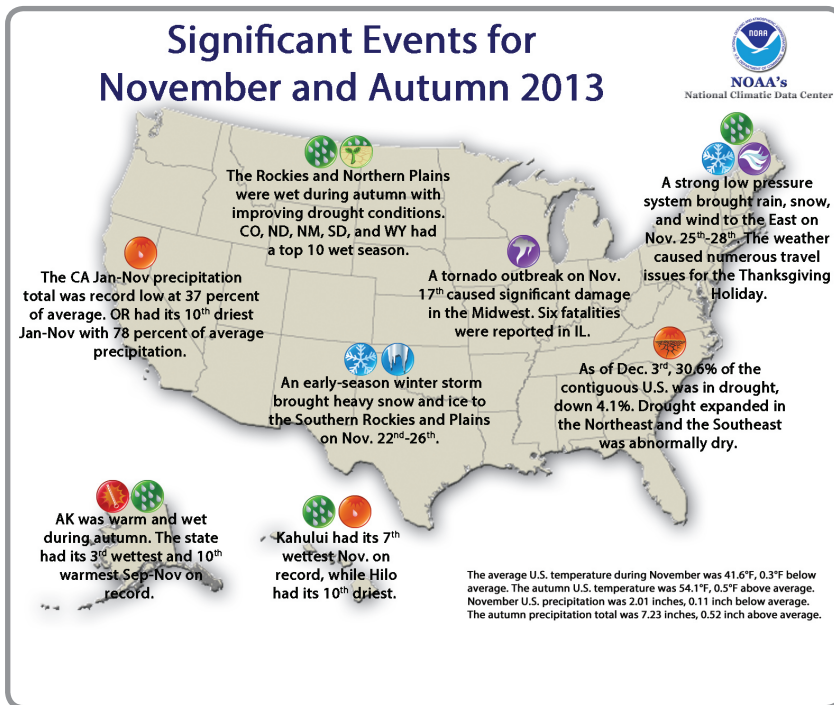 Significant Events for
November and Autumn 2013
NOAA
NOAA's
National Climatic Data Center
The Rockies and Northern Plains
were wet during autumn with
improving drought conditions.
CO, ND, NM, SD, and WY had
a top 10 wet season.
A strong low pressure
system brought rain, snow,
and wind to the East on
Nov. 25th-28th. The weather
caused numerous travel
issues for the Thanksgiving
Holiday.
The CA Jan-Nov precipitation
total was record low at 37 percent
of average. OR had its 10th driest
Jan-Nov with 78 percent of average
precipitation.
A tornado outbreak on Nov.
17th caused significant damage
in the Midwest. Six fatalities
were reported in IL.
An early-season winter storm
brought heavy snow and ice to
the Southern Rockies and Plains
on Nov. 22nd-26th.
As of Dec. 3rd, 30.6% of the
contiguous U.S. was in drought,
down 4.1%. Drought expanded in
the Northeast and the Southeast
was abnormally dry.
AK was warm and wet
during autumn. The state
had its 3rd wettest and 10th
warmest Sep-Nov on
record.
Kahului had its 7th
wettest Nov. on
record, while Hilo
had its 10th driest.
The average U.S. temperature during November was 41.6°F, 0.3°F below
average. The autumn U.S. temperature was 54.1°F, 0.5°F above average.
November U.S. precipitation was 2.01 inches, 0.11 inch below average.
The autumn precipitation total was 7.23 inches, 0.52 inch above average.